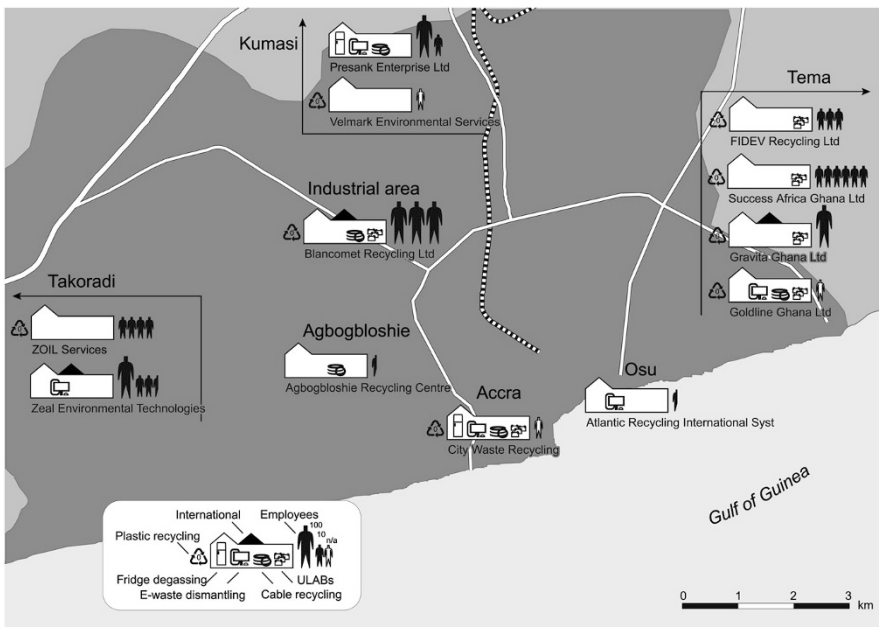 Kumasi
Presank Enterprise Ltd
Velmark Environmental Services
Tema
FIDEV Recycling Ltd
Success Africa Ghana Ltd
Gravita Ghana Ltd
Goldline Ghana Ltd
Industrial area
Blancomet Recycling Ltd
Takoradi
ZOIL Services
Zeal Environmental Technologies
Agbogbloshie
Agbogbloshie Recycling Centre
Accra
City Waste Recycling
Osu
Atlantic Recycling International Syst
Gulf of Guinea
International
Employees
100
10
n/a
Plastic recycling
Fridge degassing
ULABs
E-waste dismantling
Cable recycling
0 1 2 3
km